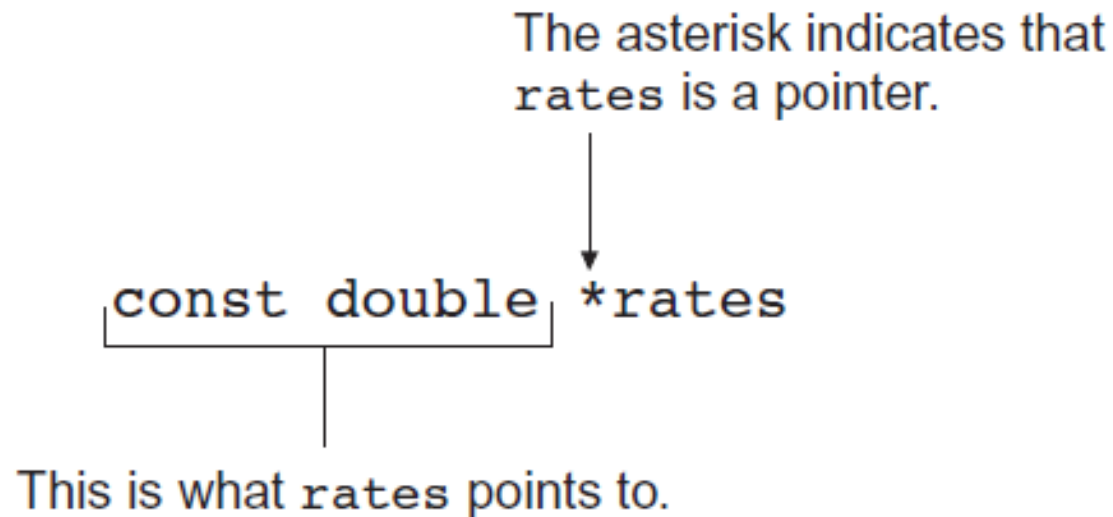 The asterisk indicates that
rates is a pointer.
const double *rates
This is what rates points to.